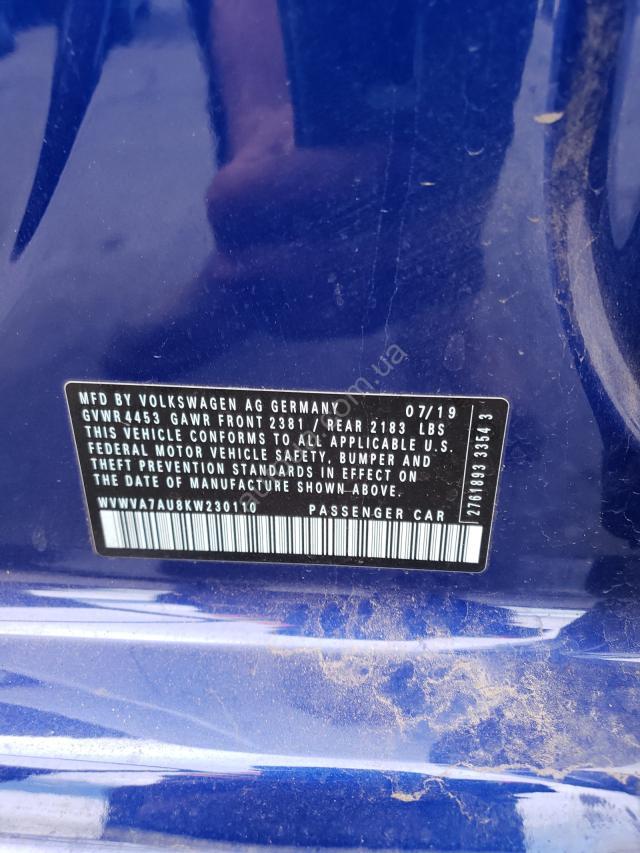 MFD BY VOLKSWAGEN AG GERMANY 07/19
GVWR4453 GAWR FRONT 2381 / REAR 2183 LBS
THIS VEHICLE CONFORMS TO ALL APPLICABLE U.S.
FEDERAL MOTOR VEHICLE SAFETY, BUMPER AND
THEFT PREVENTION STANDARDS IN EFFECT ON
THE DATE OF MANUFACTURE SHOWN ABOVE.
WVWVA7AU8KW230110 PASSENGER CAR
2761893 3354 3